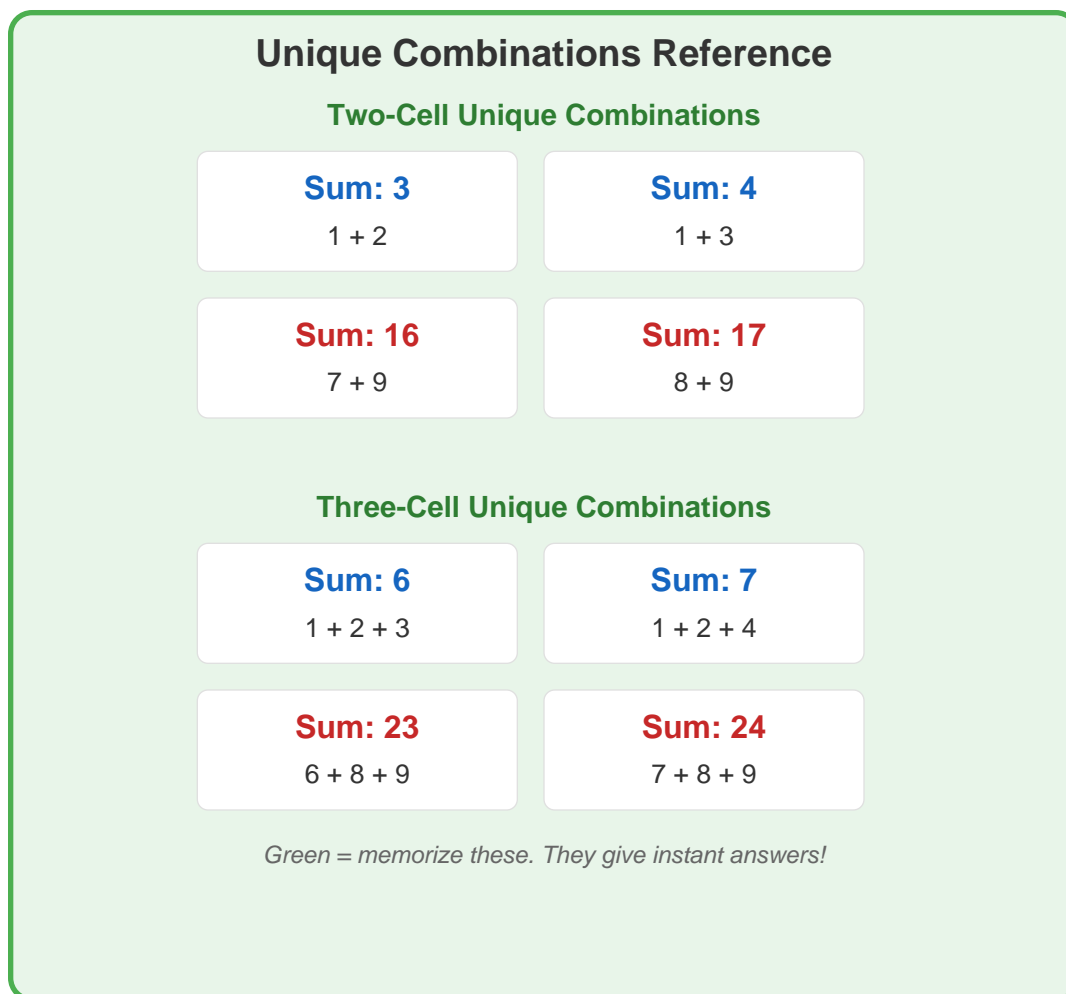 Unique Combinations Reference
Two-Cell Unique Combinations
Sum: 3
1 + 2
Sum: 4
1 + 3
Sum: 16
7 + 9
Sum: 17
8 + 9
Three-Cell Unique Combinations
Sum: 6
1 + 2 + 3
Sum: 7
1 + 2 + 4
Sum: 23
6 + 8 + 9
Sum: 24
7 + 8 + 9
Green = memorize these. They give instant answers!